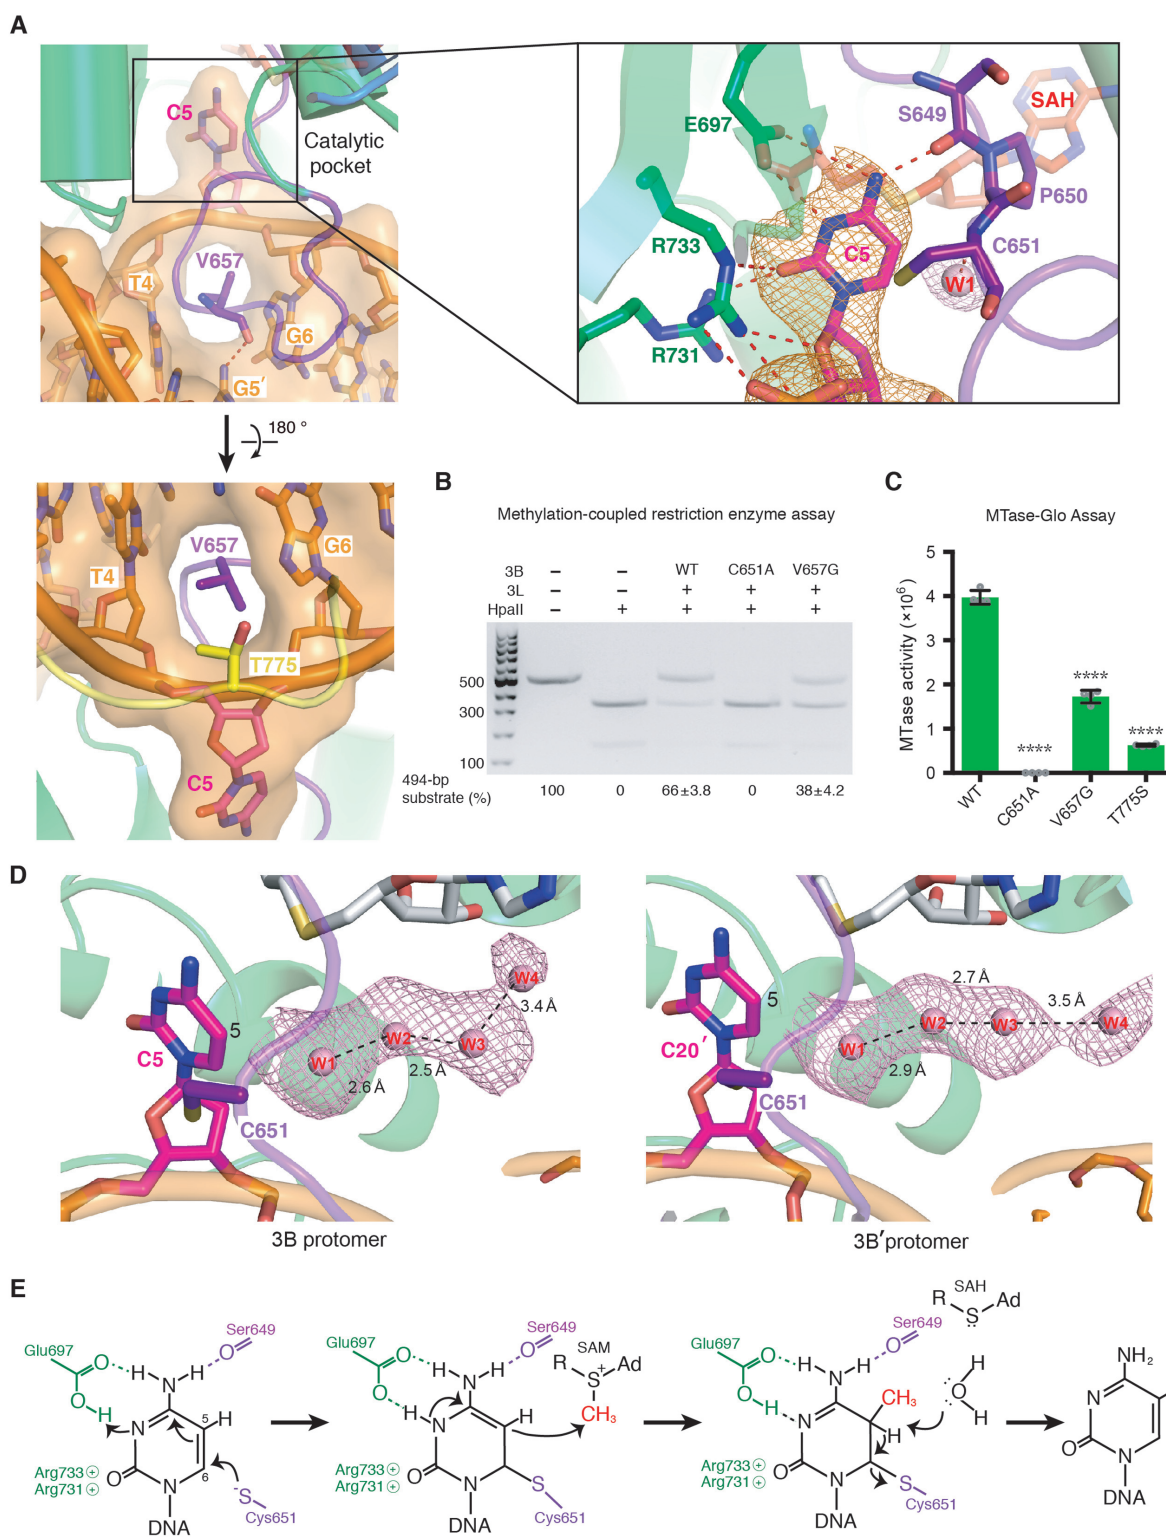 A
C5
Catalytic
pocket
V657
T4
G6
G5′
E697
S649
SAH
R733
C5
P650
C651
W1
R731
180 °
V657
G6
T4
T775
C5
B
Methylation-coupled restriction enzyme assay
3B – – WT C651A V657G
3L – – + + +
HpaII – + + + +
500
300
100
494-bp
substrate (%) 100 0 66±3.8 0 38±4.2
C
MTase-Glo Assay
MTase activity (×10⁶)
5
4
3
2
1
0
****
****
****
WT
C651A
V657G
T775S
D
5
C5
W1
W2
W3
W4
2.6 Å
2.5 Å
3.4 Å
C651
3B protomer
5
C20′
W1
W2
W3
W4
2.9 Å
2.7 Å
3.5 Å
C651
3B′ protomer
E
Glu697
Ser649
O
O
O
H
H
H
N
N
N
5
H
6
O
Arg733 ⊕
Arg731 ⊕
-S
Cys651
DNA
Glu697
Ser649
SAM
O
O
O
H
H
H
N
R
Ad
S+
CH₃
N
N
H
O
Arg733 ⊕
Arg731 ⊕
S
Cys651
DNA
SAH
R
S
Ad
Glu697
Ser649
O
O
O
H
H
H
N
CH₃
H
:O
H
N
N
H
O
Arg733 ⊕
Arg731 ⊕
S
Cys651
DNA
NH₂
N
N
O
DNA